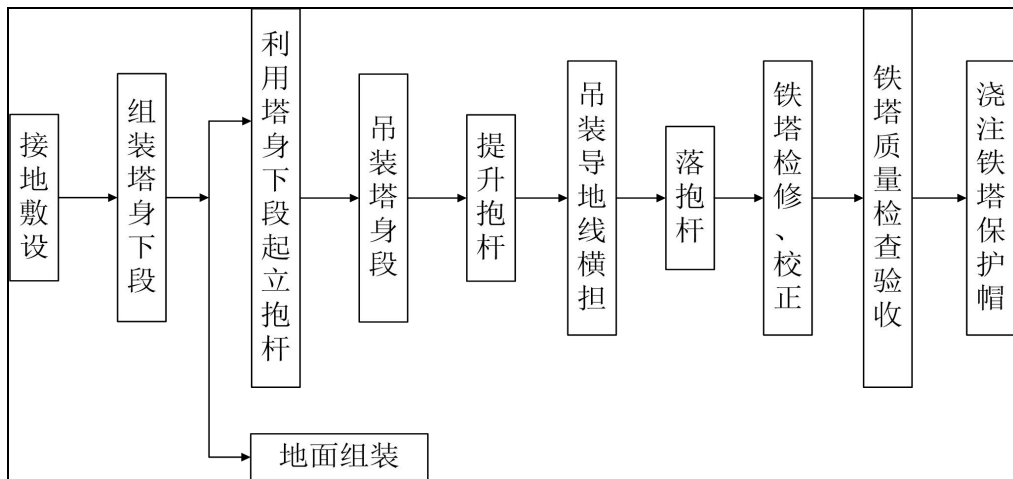 接地敷设
组装塔身下段
利用塔身下段起立抱杆
吊装塔身段
提升抱杆
吊装导地线横担
落抱杆
铁塔检修、校正
铁塔质量检查验收
浇注铁塔保护帽
地面组装